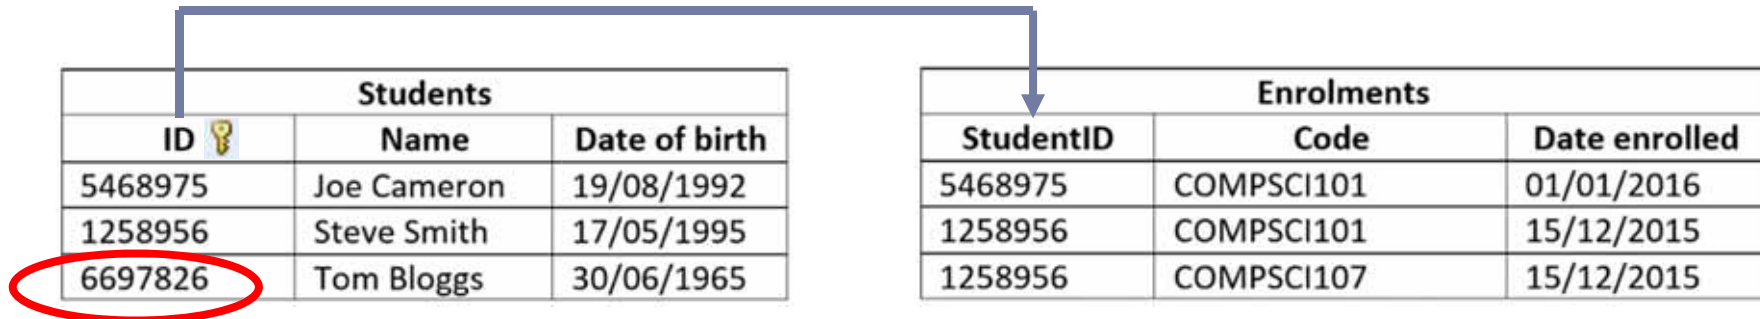 Students
ID Name Date of birth
5468975 Joe Cameron 19/08/1992
1258956 Steve Smith 17/05/1995
6697826 Tom Bloggs 30/06/1965
Enrolments
StudentID Code Date enrolled
5468975 COMPSCI101 01/01/2016
1258956 COMPSCI101 15/12/2015
1258956 COMPSCI107 15/12/2015